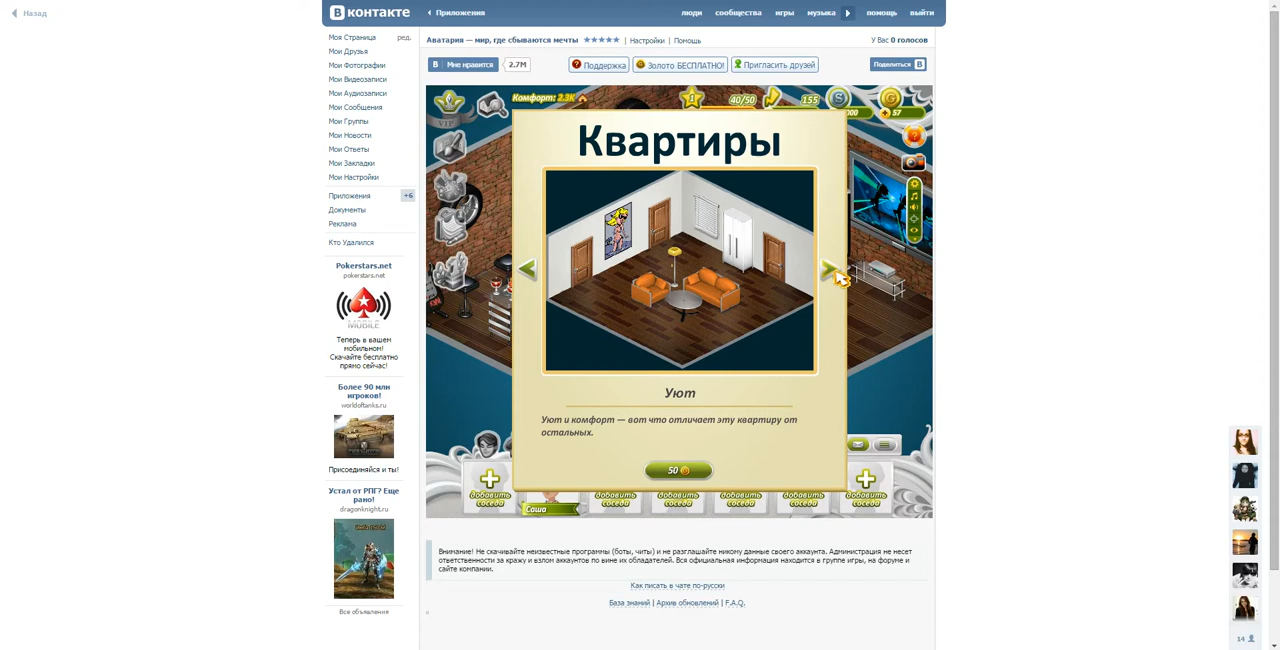 Назад
В контакте
Приложения
люди
сообщества
игры
музыка
помощь
выйти
Моя Страница
ред.
Мои Друзья
Мои Фотографии
Мои Видеозаписи
Мои Аудиозаписи
Мои Сообщения
Мои Группы
Мои Новости
Мои Ответы
Мои Закладки
Мои Настройки
Приложения
+6
Документы
Реклама
Кто Удалился
Pokerstars.net
pokerstars.net
MOBILE
Теперь в вашем
мобильном!
Скачайте бесплатно
прямо сейчас!
Более 90 млн
игроков!
worldoftanks.ru
Присоединяйся и ты!
Устал от РПГ? Еще
рано!
dragonknight.ru
Все объявления
Аватария — мир, где сбываются мечты
| Настройки | Помощь
У Вас 0 голосов
В Мне нравится
2.7M
Поддержка
Золото БЕСПЛАТНО!
Пригласить друзей
Поделиться В
VIP
Комфорт: 2.3K
1
40/50
155
S
G
000
57
Квартиры
Уют
Уют и комфорт — вот что отличает эту квартиру от
остальных.
50
добавить
соседа
Саша
добавить
соседа
добавить
соседа
добавить
соседа
добавить
соседа
добавить
соседа
Внимание! Не скачивайте неизвестные программы (боты, читы) и не разглашайте никому данные своего аккаунта. Администрация не несет
ответственности за кражу и взлом аккаунтов по вине их обладателей. Вся официальная информация находится в группе игры, на форуме и
сайте компании.
Как писать в чате по-русски
База знаний | Архив обновлений | F.A.Q.
14